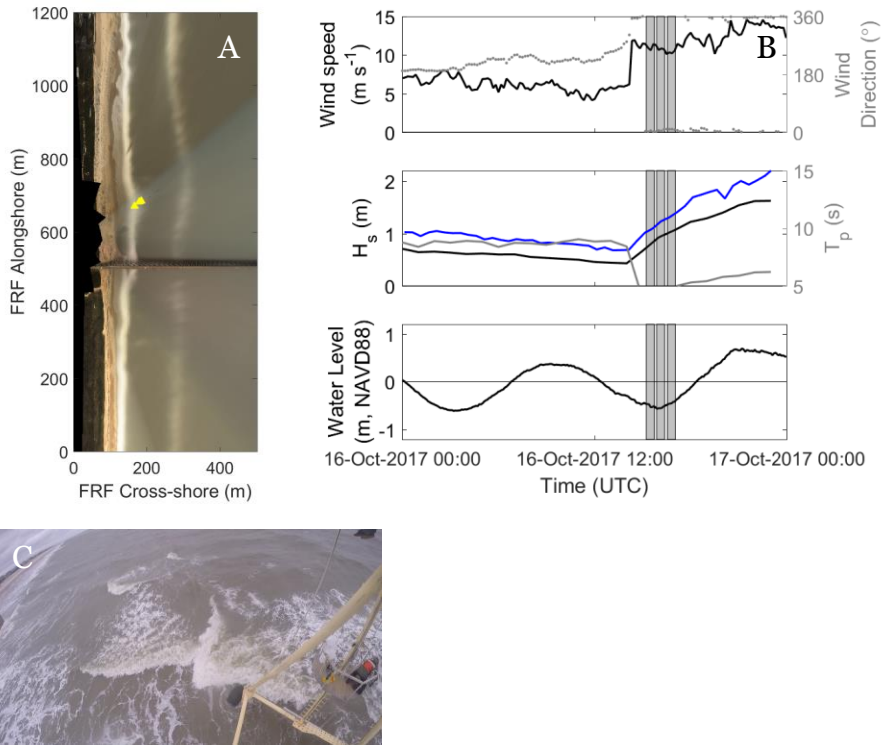 A
1200
1000
800
600
400
200
0
FRF Alongshore (m)
0 200 400
FRF Cross-shore (m)
B
15
10
5
0
Wind speed
(m s⁻¹)
360
180
0
Wind
Direction (°)
2
1
0
Hₛ (m)
15
10
5
Tₚ (s)
1
0
-1
Water Level
(m, NAVD88)
16-Oct-2017 00:00 16-Oct-2017 12:00 17-Oct-2017 00:00
Time (UTC)
C